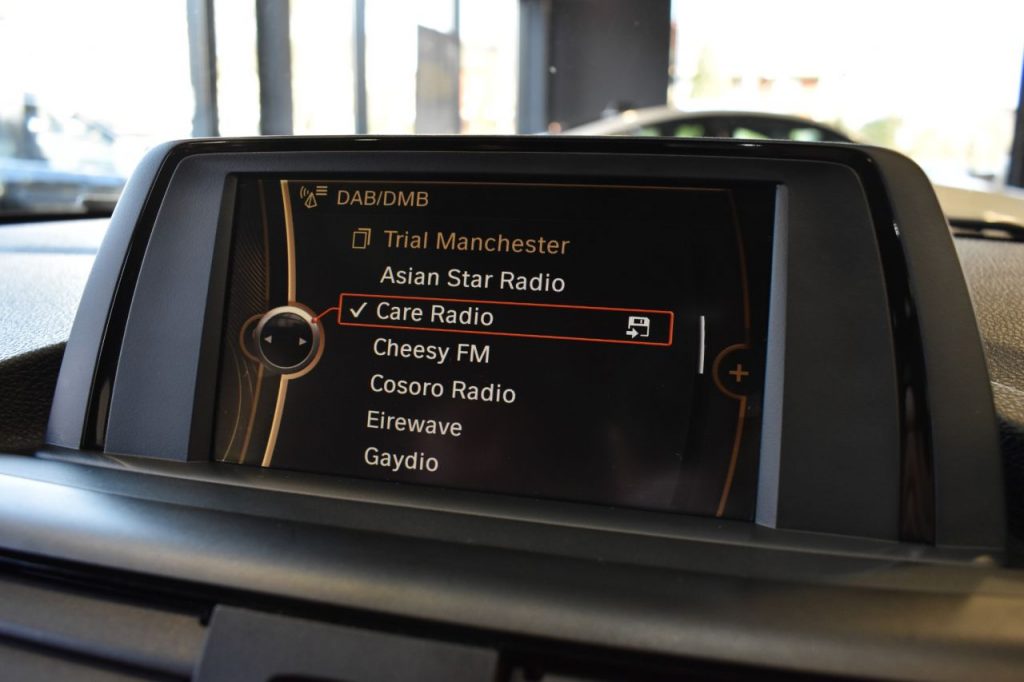 DAB/DMB
Trial Manchester
Asian Star Radio
Care Radio
Cheesy FM
Cosoro Radio
Eirewave
Gaydio